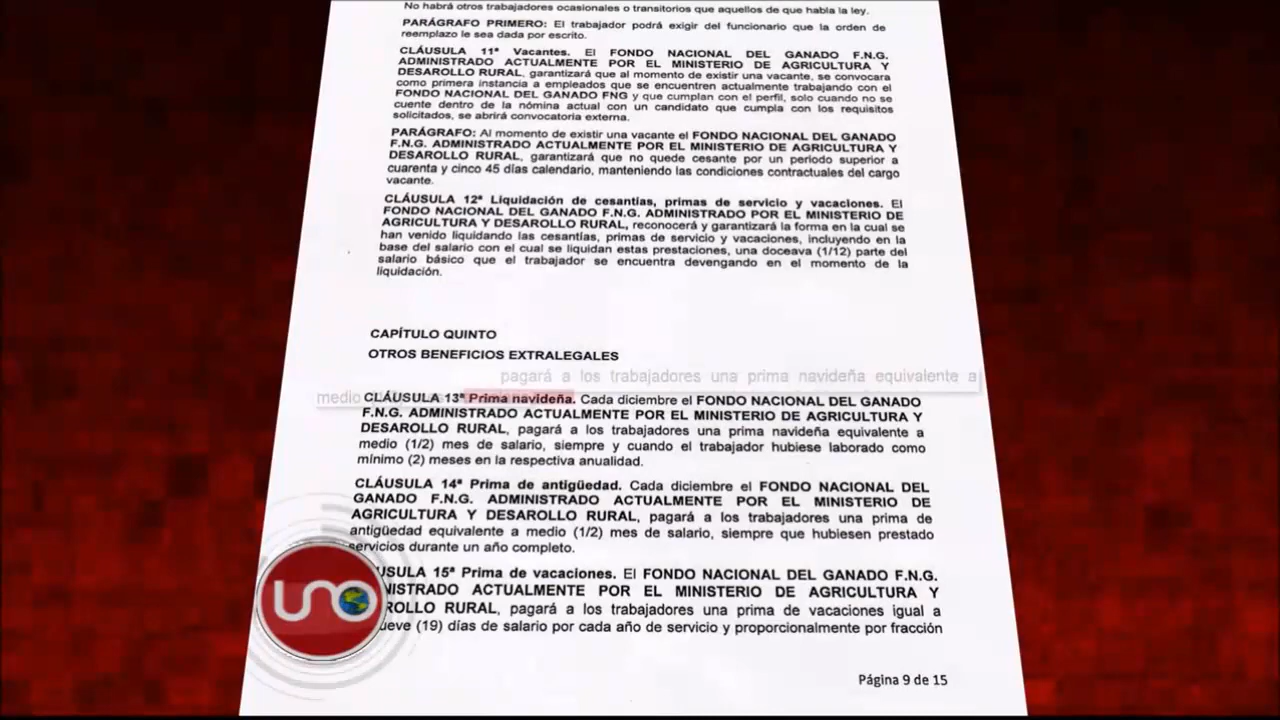 No habrá otros trabajadores ocasionales o transitorios que aquellos de que habla la ley.
PARÁGRAFO PRIMERO: El trabajador podrá exigir del funcionario que la orden de
reemplazo le sea dada por escrito.
CLÁUSULA 11ª Vacantes. El FONDO NACIONAL DEL GANADO F.N.G.
ADMINISTRADO ACTUALMENTE POR EL MINISTERIO DE AGRICULTURA Y
DESAROLLO RURAL, garantizará que al momento de existir una vacante, se convocara
como primera instancia a empleados que se encuentren actualmente trabajando con el
FONDO NACIONAL DEL GANADO FNG y que cumplan con el perfil, solo cuando no se
cuente dentro de la nómina actual con un candidato que cumpla con los requisitos
solicitados, se abrirá convocatoria externa.
PARÁGRAFO: Al momento de existir una vacante el FONDO NACIONAL DEL GANADO
F.N.G. ADMINISTRADO ACTUALMENTE POR EL MINISTERIO DE AGRICULTURA Y
DESAROLLO RURAL, garantizará que no quede cesante por un período superior a
cuarenta y cinco 45 días calendario, manteniendo las condiciones contractuales del cargo
vacante.
CLÁUSULA 12ª Liquidación de cesantías, primas de servicio y vacaciones. El
FONDO NACIONAL DEL GANADO F.N.G. ADMINISTRADO POR EL MINISTERIO DE
AGRICULTURA Y DESAROLLO RURAL, reconocerá y garantizará la forma en la cual se
han venido liquidando las cesantías, primas de servicio y vacaciones, incluyendo en la
base del salario con el cual se liquidan estas prestaciones, una doceava (1/12) parte del
salario básico que el trabajador se encuentra devengando en el momento de la
liquidación.
CAPÍTULO QUINTO
OTROS BENEFICIOS EXTRALEGALES
pagará a los trabajadores una prima navideña equivalente a
medio
CLÁUSULA 13ª Prima navideña. Cada diciembre el FONDO NACIONAL DEL GANADO
F.N.G. ADMINISTRADO ACTUALMENTE POR EL MINISTERIO DE AGRICULTURA Y
DESAROLLO RURAL, pagará a los trabajadores una prima navideña equivalente a
medio (1/2) mes de salario, siempre y cuando el trabajador hubiese laborado como
mínimo (2) meses en la respectiva anualidad.
CLÁUSULA 14ª Prima de antigüedad. Cada diciembre el FONDO NACIONAL DEL
GANADO F.N.G. ADMINISTRADO ACTUALMENTE POR EL MINISTERIO DE
AGRICULTURA Y DESAROLLO RURAL, pagará a los trabajadores una prima de
antigüedad equivalente a medio (1/2) mes de salario, siempre que hubiesen prestado
servicios durante un año completo.
USULA 15ª Prima de vacaciones. El FONDO NACIONAL DEL GANADO F.N.G.
NISTRADO ACTUALMENTE POR EL MINISTERIO DE AGRICULTURA Y
ROLLO RURAL, pagará a los trabajadores una prima de vacaciones igual a
ueve (19) días de salario por cada año de servicio y proporcionalmente por fracción
UNO
Página 9 de 15